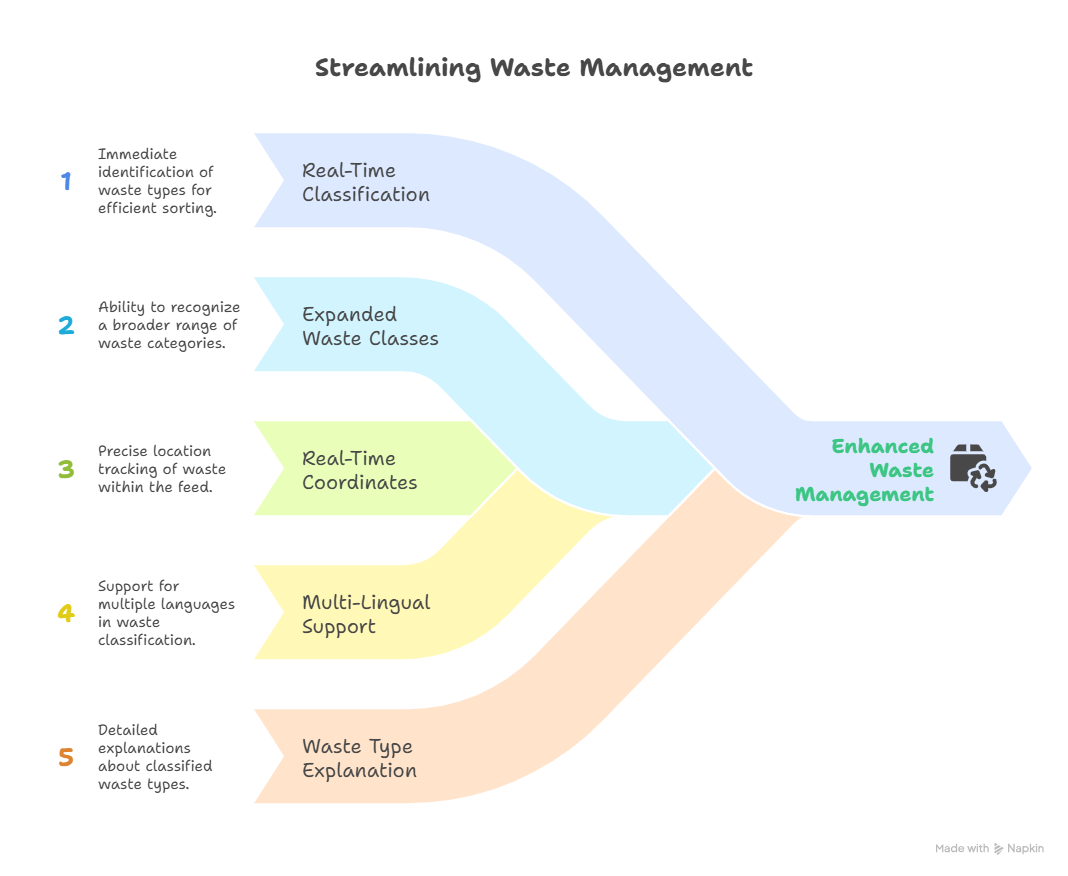 Streamlining Waste Management
1
Immediate
identification of
waste types for
efficient sorting.
Real-Time
Classification
2
Ability to recognize
a broader range of
waste categories.
Expanded
Waste Classes
3
Precise location
tracking of waste
within the feed.
Real-Time
Coordinates
Enhanced
Waste
Management
4
Support for
multiple languages
in waste
classification.
Multi-Lingual
Support
5
Detailed
explanations
about classified
waste types.
Waste Type
Explanation
Made with Napkin